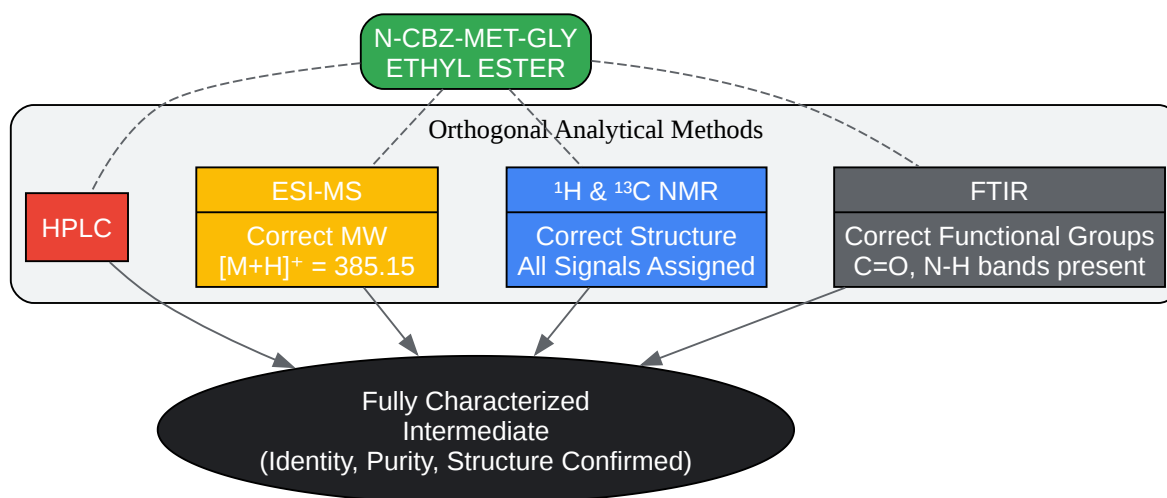 N-CBZ-MET-GLY
ETHYL ESTER
Orthogonal Analytical Methods
HPLC
ESI-MS
Correct MW
[M+H]⁺ = 385.15
¹H & ¹³C NMR
Correct Structure
All Signals Assigned
FTIR
Correct Functional Groups
C=O, N-H bands present
Fully Characterized
Intermediate
(Identity, Purity, Structure Confirmed)